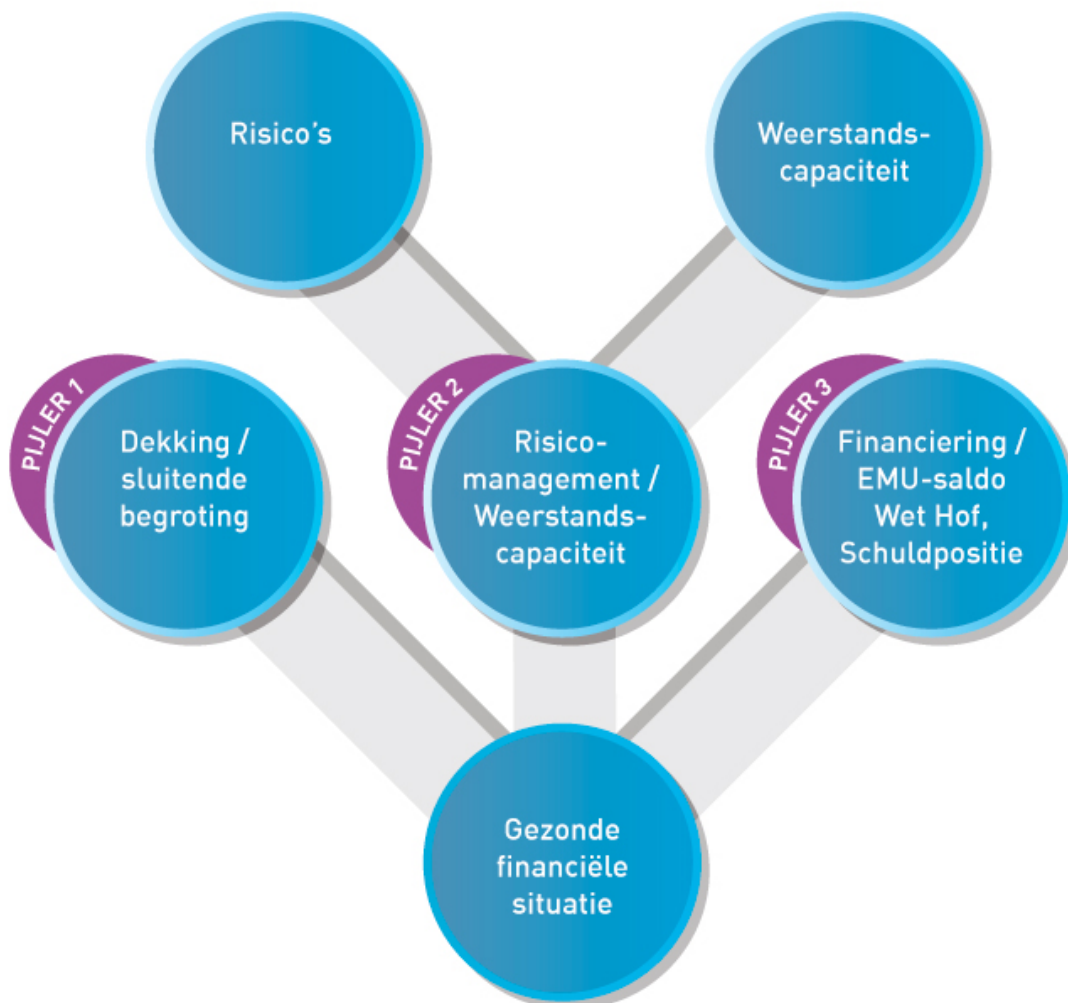 Risico's
Weerstands-
capaciteit
PIJLER 1
Dekking /
sluitende
begroting
PIJLER 2
Risico-
management /
Weerstands-
capaciteit
PIJLER 3
Financiering /
EMU-saldo
Wet Hof,
Schuldpositie
Gezonde
financiële
situatie